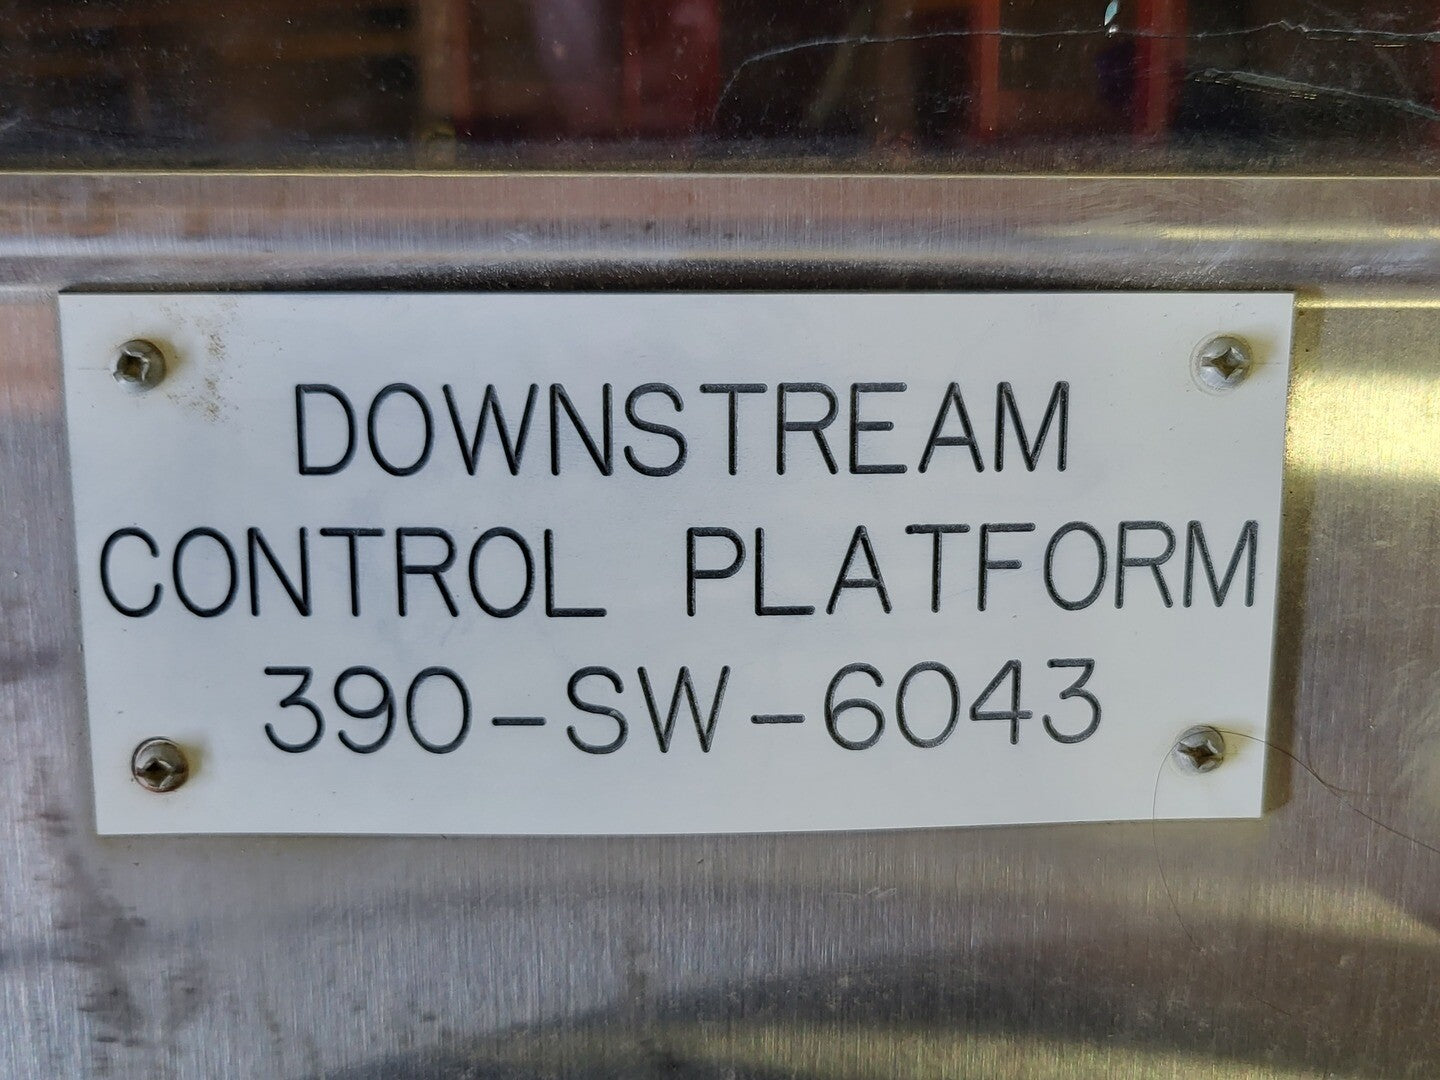 DOWNSTREAM
CONTROL PLATFORM
390-SW-6043